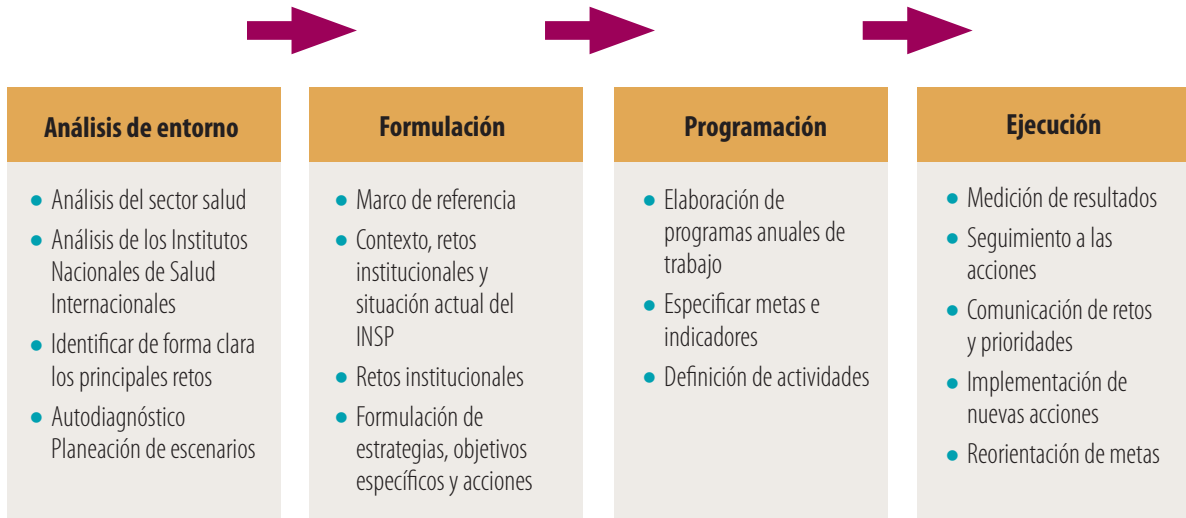 Análisis de entorno
• Análisis del sector salud
• Análisis de los Institutos
Nacionales de Salud
Internacionales
• Identificar de forma clara
los principales retos
• Autodiagnóstico
Planeación de escenarios
Formulación
• Marco de referencia
• Contexto, retos
institucionales y
situación actual del
INSP
• Retos institucionales
• Formulación de
estrategias, objetivos
específicos y acciones
Programación
• Elaboración de
programas anuales de
trabajo
• Especificar metas e
indicadores
• Definición de actividades
Ejecución
• Medición de resultados
• Seguimiento a las
acciones
• Comunicación de retos
y prioridades
• Implementación de
nuevas acciones
• Reorientación de metas